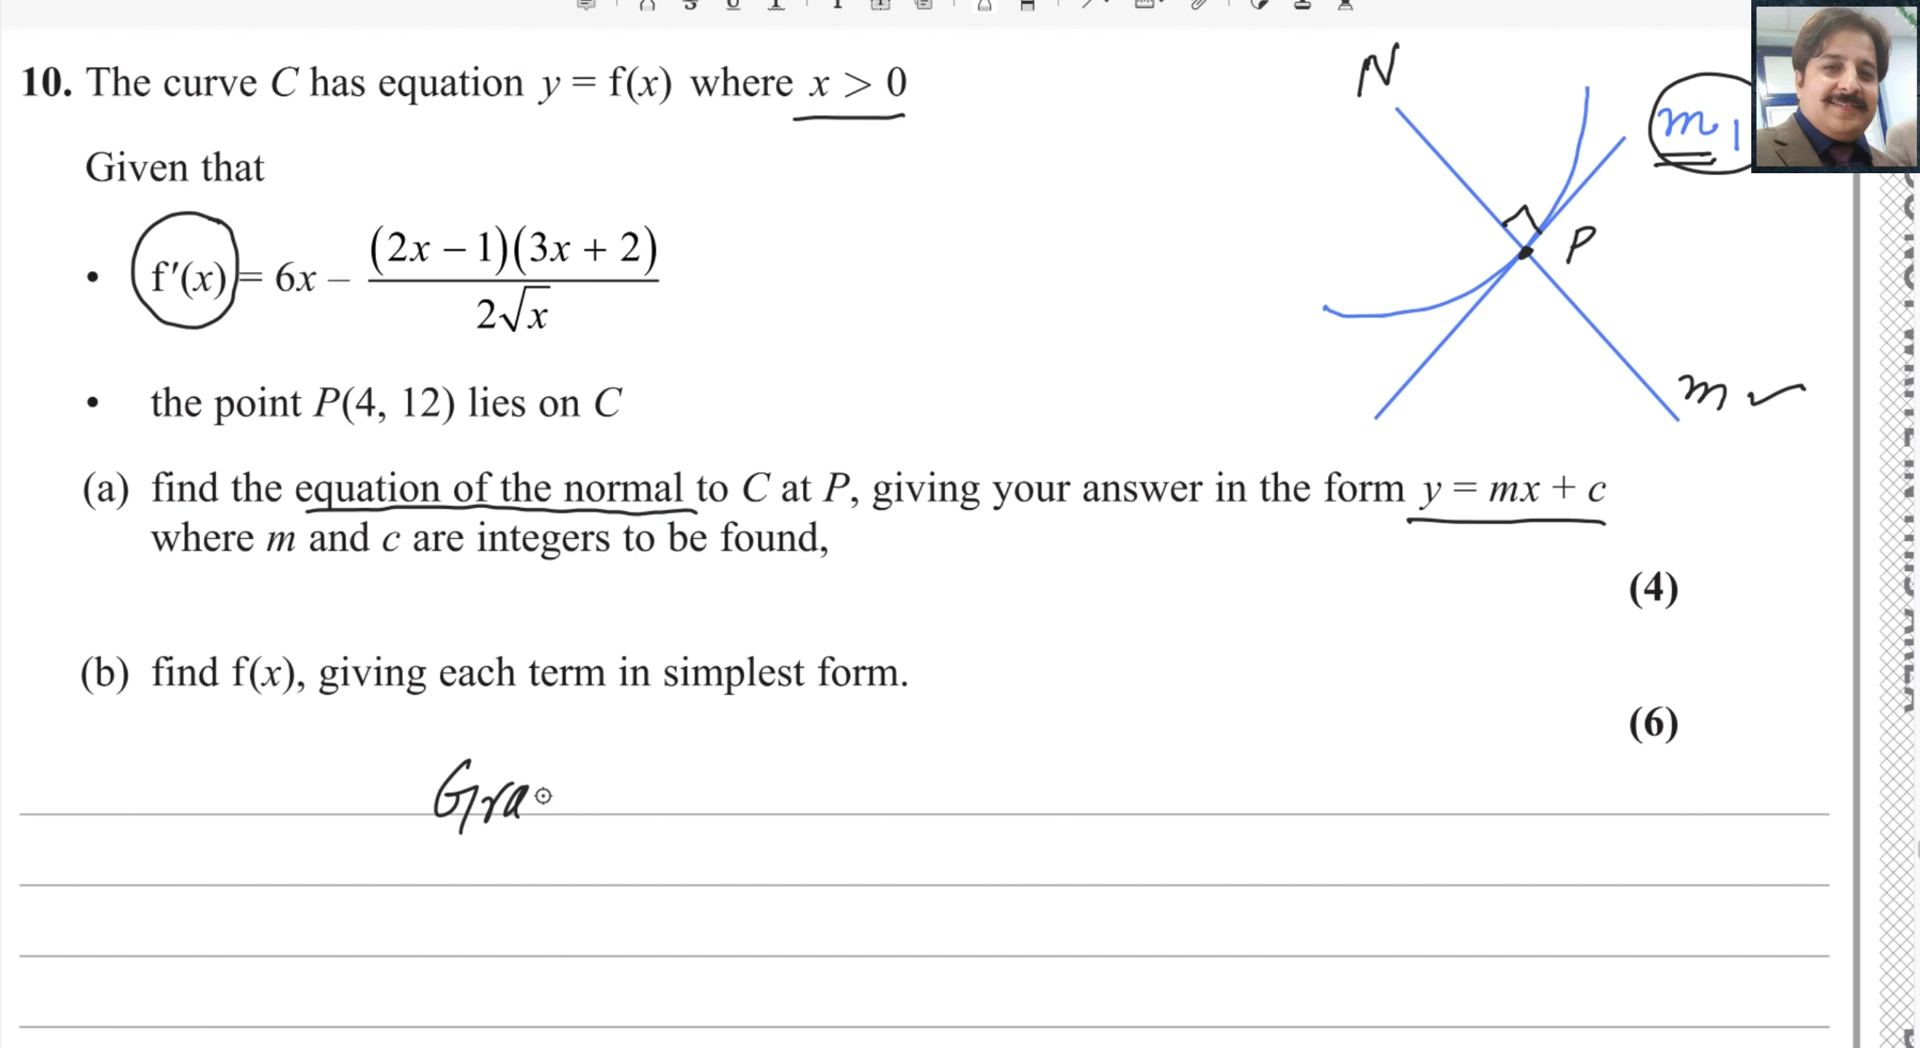 N
10. The curve C has equation y = f(x) where x > 0
m₁
Given that
• f′(x) = 6x − (2x − 1)(3x + 2) / 2√x
P
• the point P(4, 12) lies on C
m
(a) find the equation of the normal to C at P, giving your answer in the form y = mx + c
where m and c are integers to be found,
(4)
(b) find f(x), giving each term in simplest form.
(6)
Gra